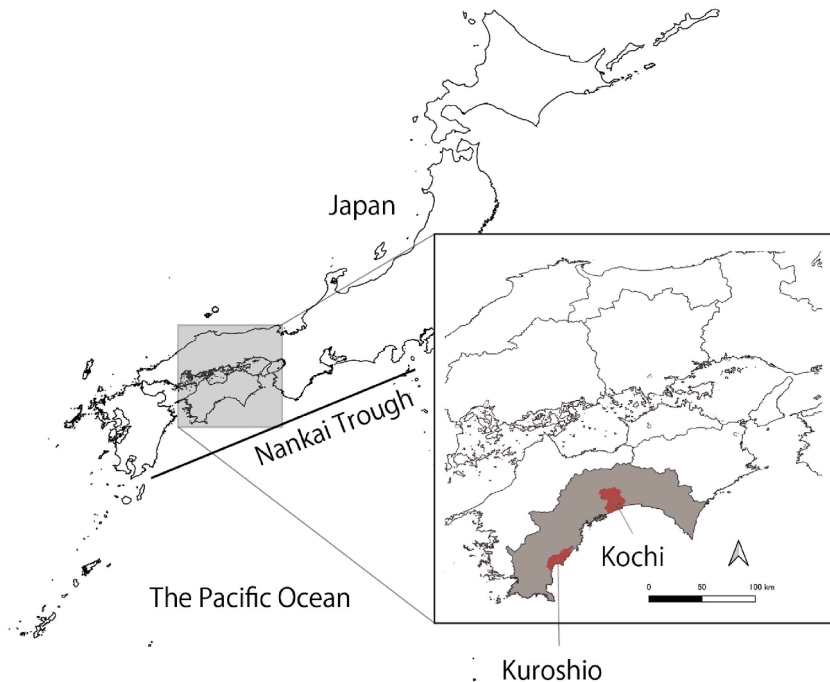 Japan
Nankai Trough
The Pacific Ocean
Kochi
0 50 100 km
Kuroshio